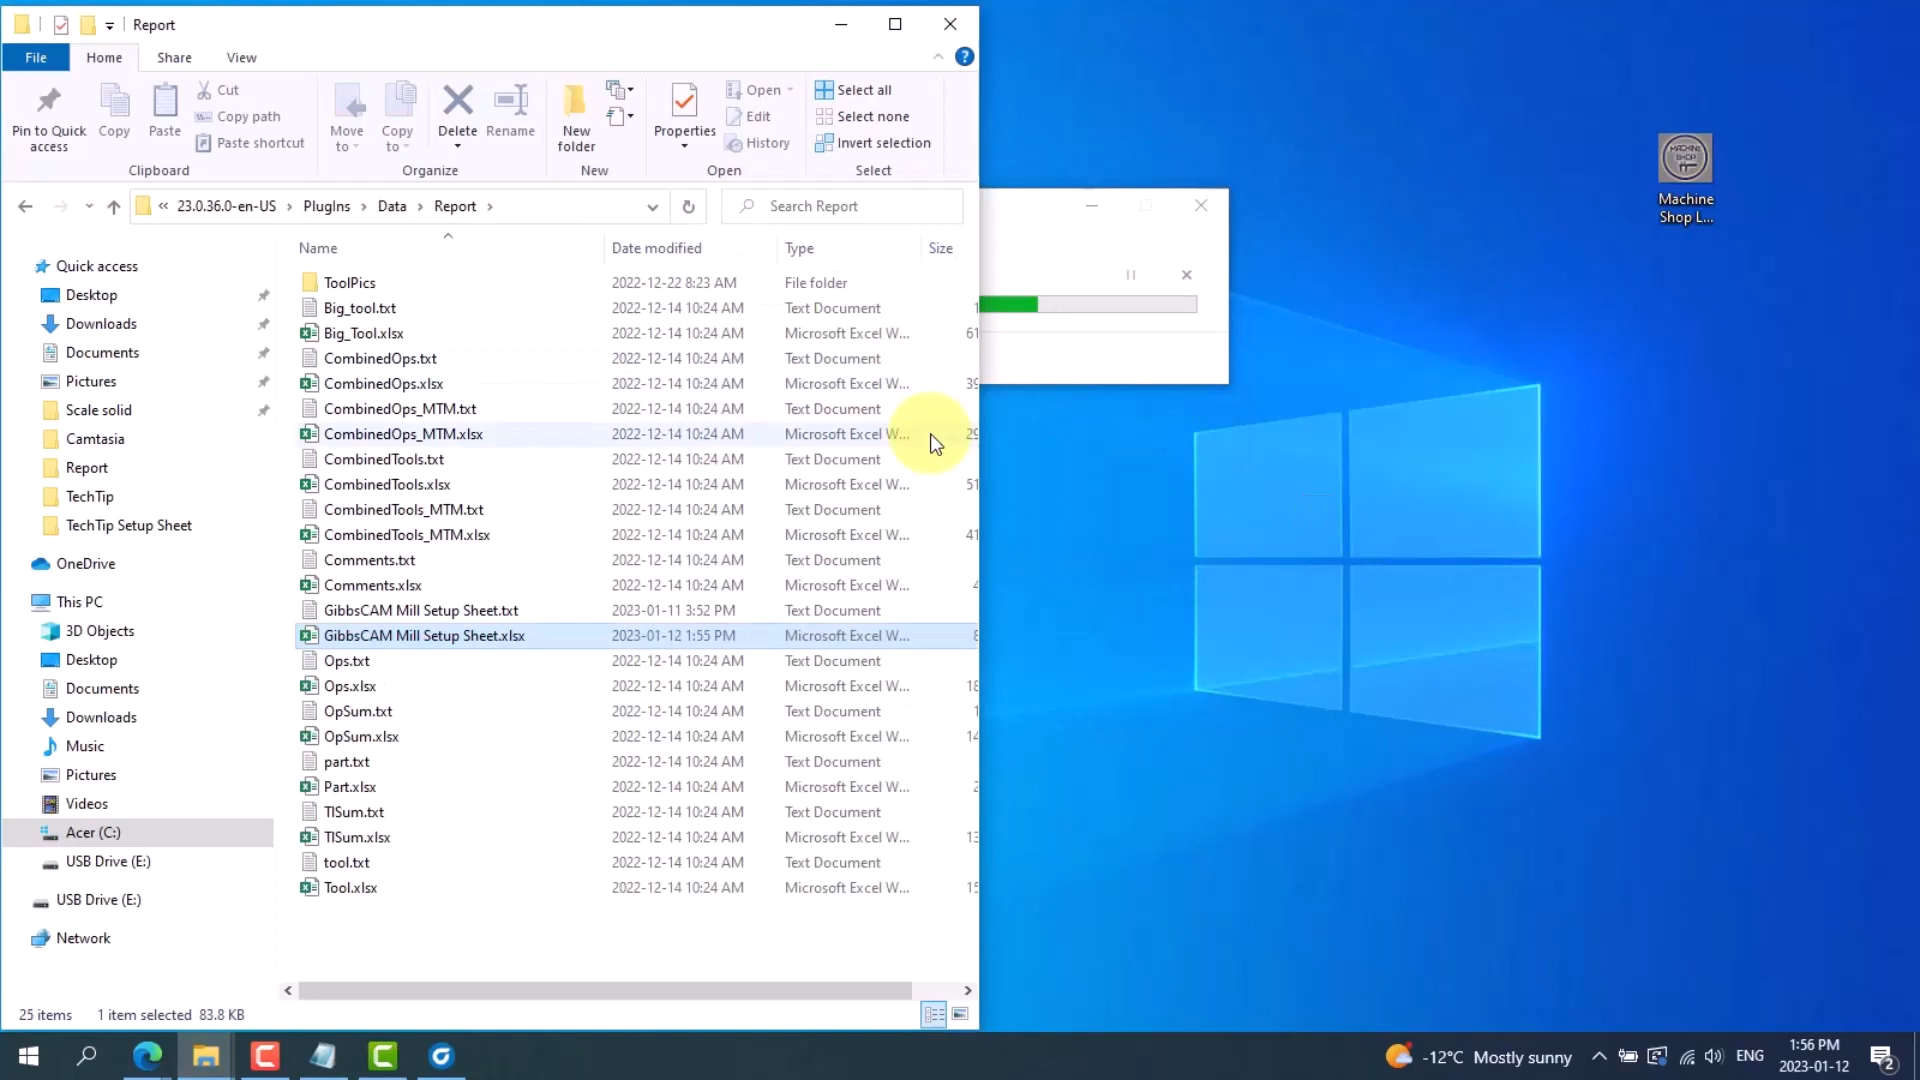 Report
File
Home
Share
View
?
Pin to Quick access
Copy
Paste
Cut
Copy path
Paste shortcut
Clipboard
Move to
Copy to
Delete
Rename
Organize
New folder
New
Properties
Open
Edit
History
Open
Select all
Select none
Invert selection
Select
« 23.0.36.0-en-US › PlugIns › Data › Report ›
Search Report
Name Date modified Type Size
Quick access
Desktop
Downloads
Documents
Pictures
Scale solid
Camtasia
Report
TechTip
TechTip Setup Sheet
OneDrive
This PC
3D Objects
Desktop
Documents
Downloads
Music
Pictures
Videos
Acer (C:)
USB Drive (E:)
USB Drive (E:)
Network
ToolPics 2022-12-22 8:23 AM File folder
Big_tool.txt 2022-12-14 10:24 AM Text Document 1
Big_Tool.xlsx 2022-12-14 10:24 AM Microsoft Excel W... 61
CombinedOps.txt 2022-12-14 10:24 AM Text Document
CombinedOps.xlsx 2022-12-14 10:24 AM Microsoft Excel W... 39
CombinedOps_MTM.txt 2022-12-14 10:24 AM Text Document
CombinedOps_MTM.xlsx 2022-12-14 10:24 AM Microsoft Excel W... 29
CombinedTools.txt 2022-12-14 10:24 AM Text Document
CombinedTools.xlsx 2022-12-14 10:24 AM Microsoft Excel W... 51
CombinedTools_MTM.txt 2022-12-14 10:24 AM Text Document
CombinedTools_MTM.xlsx 2022-12-14 10:24 AM Microsoft Excel W... 41
Comments.txt 2022-12-14 10:24 AM Text Document
Comments.xlsx 2022-12-14 10:24 AM Microsoft Excel W... 4
GibbsCAM Mill Setup Sheet.txt 2023-01-11 3:52 PM Text Document
GibbsCAM Mill Setup Sheet.xlsx 2023-01-12 1:55 PM Microsoft Excel W... 8
Ops.txt 2022-12-14 10:24 AM Text Document
Ops.xlsx 2022-12-14 10:24 AM Microsoft Excel W... 18
OpSum.txt 2022-12-14 10:24 AM Text Document 1
OpSum.xlsx 2022-12-14 10:24 AM Microsoft Excel W... 14
part.txt 2022-12-14 10:24 AM Text Document
Part.xlsx 2022-12-14 10:24 AM Microsoft Excel W... 2
TlSum.txt 2022-12-14 10:24 AM Text Document
TlSum.xlsx 2022-12-14 10:24 AM Microsoft Excel W... 13
tool.txt 2022-12-14 10:24 AM Text Document
Tool.xlsx 2022-12-14 10:24 AM Microsoft Excel W... 15
25 items 1 item selected 83.8 KB
MACHINE
SHOP
Machine
Shop L...
-12°C Mostly sunny
ENG
1:56 PM
2023-01-12
2